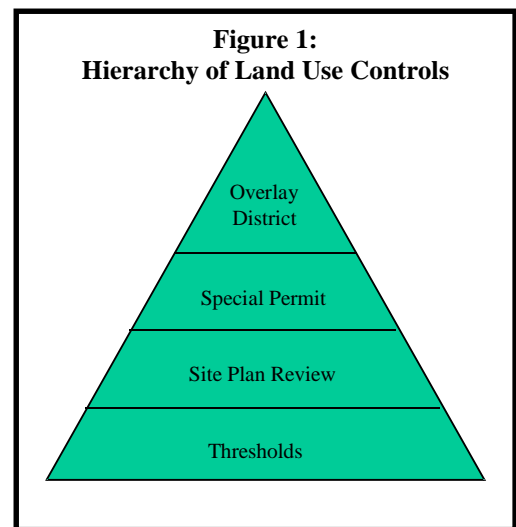 Figure 1:
Hierarchy of Land Use Controls
Overlay
District
Special Permit
Site Plan Review
Thresholds